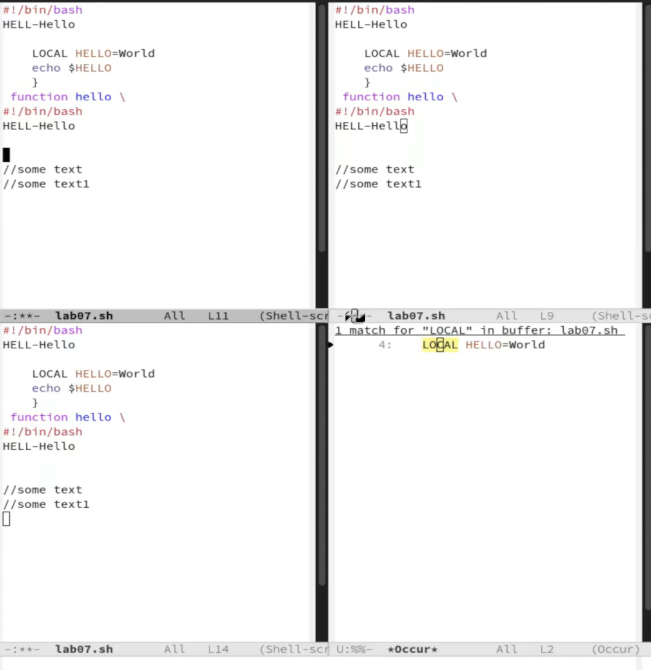 #!/bin/bash
HELL-Hello
LOCAL HELLO=World
echo $HELLO
}
function hello \
#!/bin/bash
HELL-Hello
//some text
//some text1
-:**- lab07.sh All L11 (Shell-scr
#!/bin/bash
HELL-Hello
LOCAL HELLO=World
echo $HELLO
}
function hello \
#!/bin/bash
HELL-Hello
//some text
//some text1
lab07.sh All L9 (Shell-s
#!/bin/bash
HELL-Hello
LOCAL HELLO=World
echo $HELLO
}
function hello \
#!/bin/bash
HELL-Hello
//some text
//some text1
-:**- lab07.sh All L14 (Shell-scr
1 match for "LOCAL" in buffer: lab07.sh
4: LOCAL HELLO=World
U:%%- *Occur* All L2 (Occur)